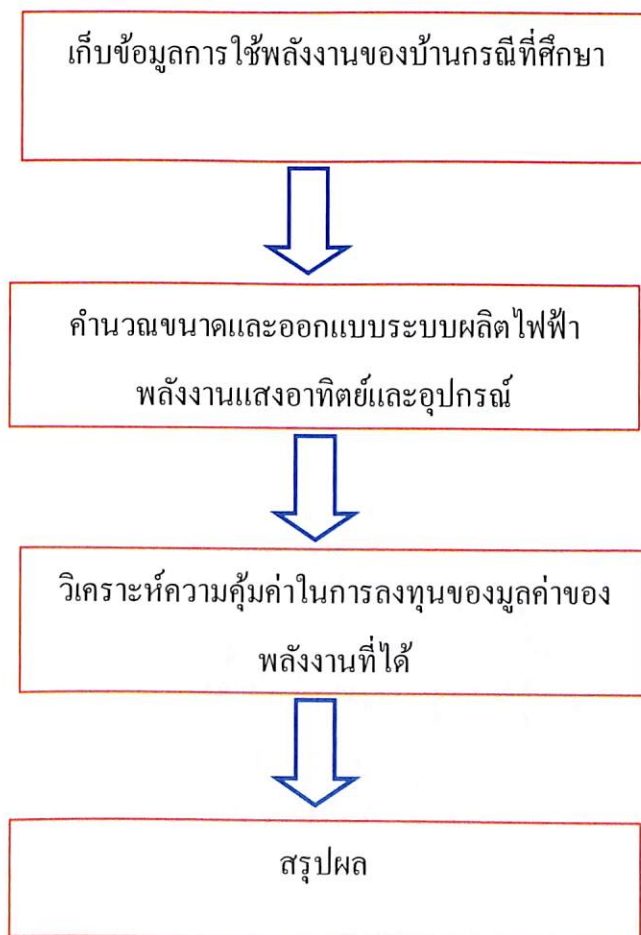 เก็บข้อมูลการใช้พลังงานของบ้านกรณีที่ศึกษา
คำนวณขนาดและออกแบบระบบผลิตไฟฟ้า
พลังงานแสงอาทิตย์และอุปกรณ์
วิเคราะห์ความคุ้มค่าในการลงทุนของมูลค่าของ
พลังงานที่ได้
สรุปผล